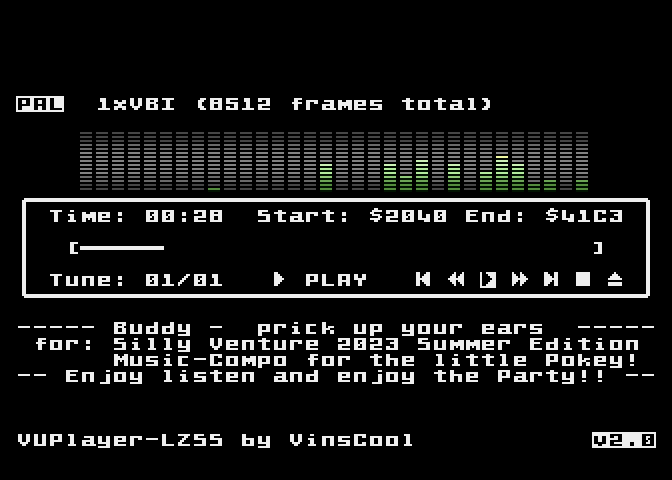 PAL 1xVBI (8512 frames total)
Time: 00:28 Start: $2040 End: $41C3
[ ]
Tune: 01/01 PLAY
----- Buddy - prick up your ears -----
for: Silly Venture 2023 Summer Edition
Music-Compo for the little Pokey!
-- Enjoy listen and enjoy the Party!! --
VUPlayer-LZSS by VinsCool v2.0